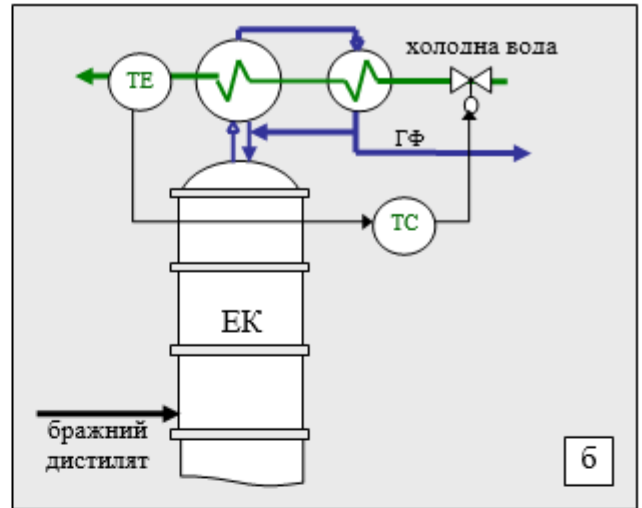 холодна вода
ТЕ
ГФ
ТС
ЕК
бражний
дистилят
б